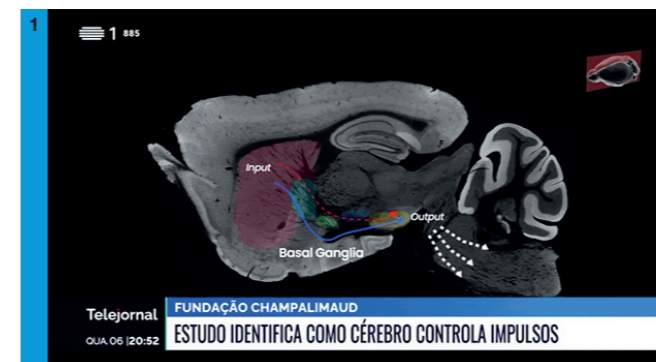 1
1 885
Input
Output
Basal Ganglia
Telejornal
FUNDAÇÃO CHAMPALIMAUD
QUA.06 |20:52
ESTUDO IDENTIFICA COMO CÉREBRO CONTROLA IMPULSOS